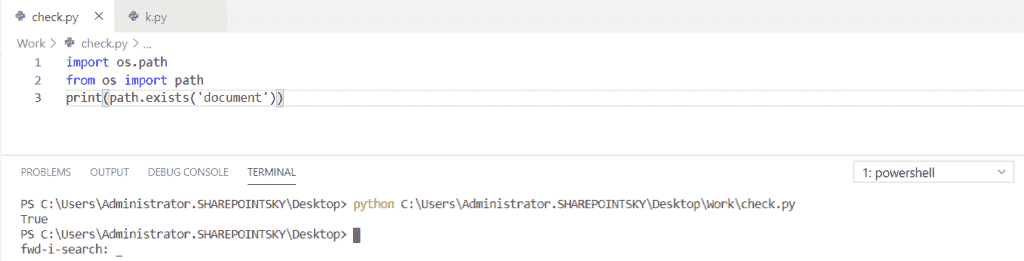 check.py × k.py
Work > check.py > ...
1 import os.path
2 from os import path
3 print(path.exists('document'))
PROBLEMS OUTPUT DEBUG CONSOLE TERMINAL 1: powershell
PS C:\Users\Administrator.SHAREPOINTSKY\Desktop> python C:\Users\Administrator.SHAREPOINTSKY\Desktop\Work\check.py
True
PS C:\Users\Administrator.SHAREPOINTSKY\Desktop>
fwd-i-search: _